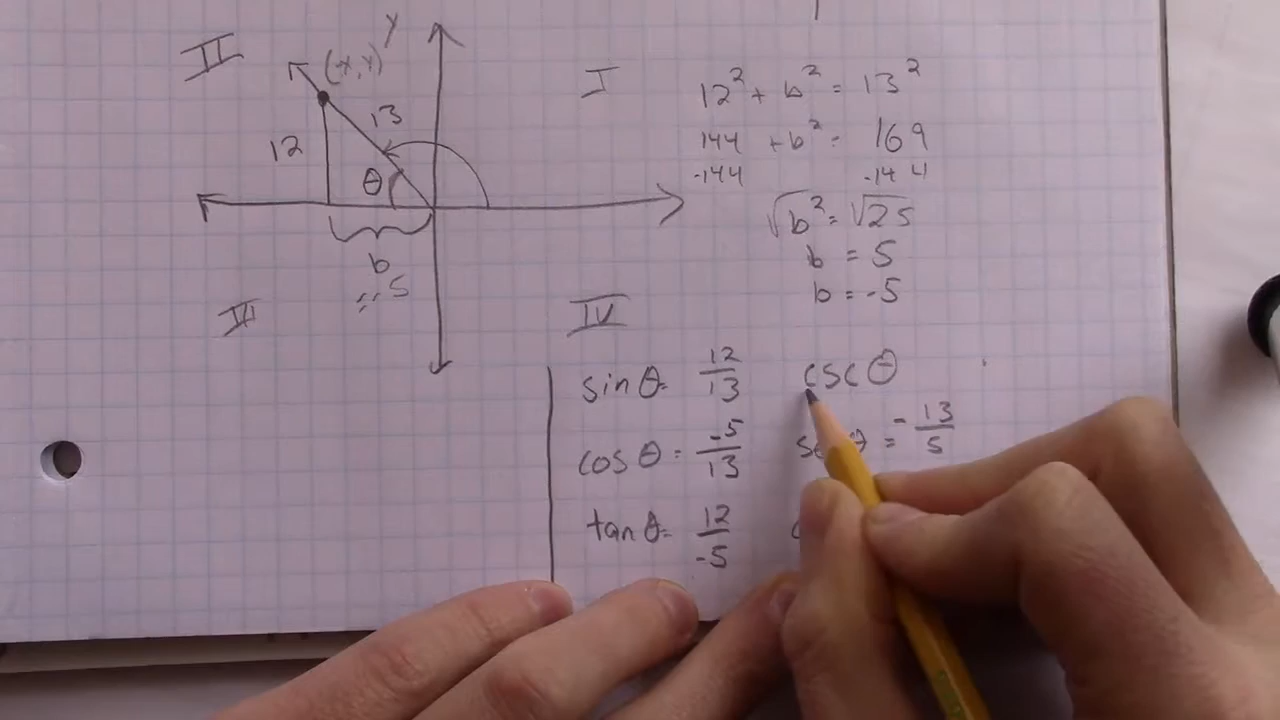 II
(-x, y)
y
I
13
12
θ
b
= -5
III
IV
12² + b² = 13²
144 + b² = 169
-144 -144
√b² = √25
b = 5
b = -5
sin θ = 12/13 csc θ
cos θ = -5/13 θ = -13/5
tan θ = 12/-5